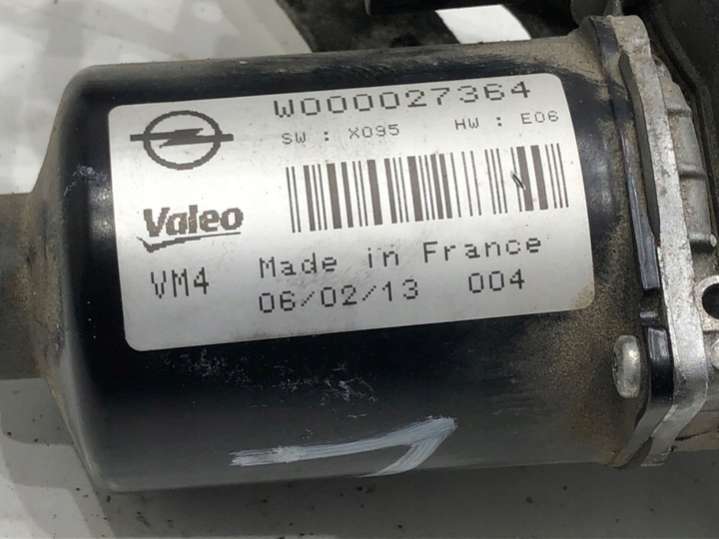 W000027364
SW : X095 HW : E06
Valeo
VM4
Made in France
06/02/13 004